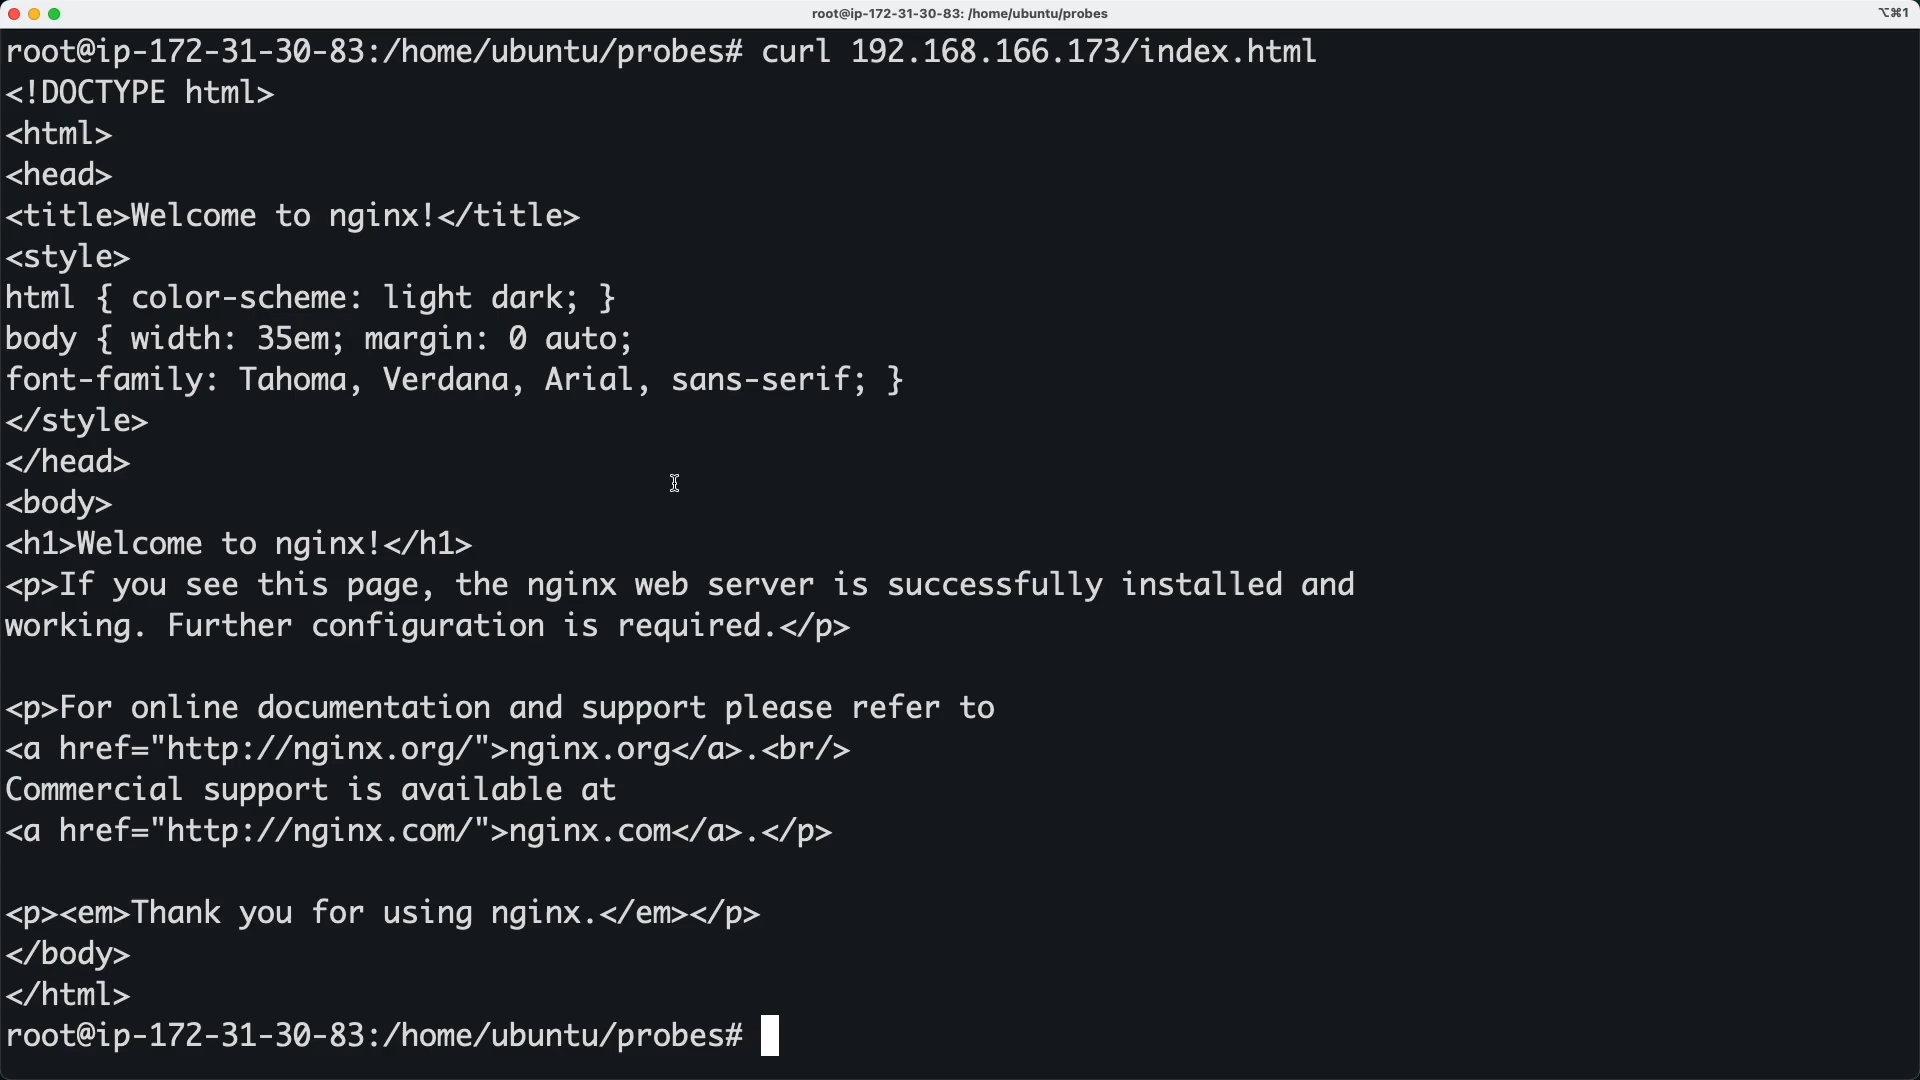 root@ip-172-31-30-83: /home/ubuntu/probes
⌥⌘1
root@ip-172-31-30-83:/home/ubuntu/probes# curl 192.168.166.173/index.html
<!DOCTYPE html>
<html>
<head>
<title>Welcome to nginx!</title>
<style>
html { color-scheme: light dark; }
body { width: 35em; margin: 0 auto;
font-family: Tahoma, Verdana, Arial, sans-serif; }
</style>
</head>
<body>
<h1>Welcome to nginx!</h1>
<p>If you see this page, the nginx web server is successfully installed and
working. Further configuration is required.</p>
<p>For online documentation and support please refer to
<a href="http://nginx.org/">nginx.org</a>.<br/>
Commercial support is available at
<a href="http://nginx.com/">nginx.com</a>.</p>
<p><em>Thank you for using nginx.</em></p>
</body>
</html>
root@ip-172-31-30-83:/home/ubuntu/probes#